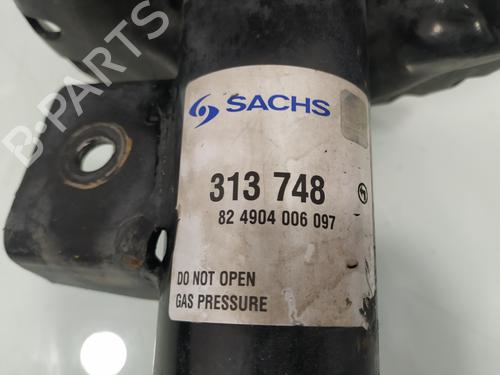 B-PARTS
SACHS
313 748
82 4904 006 097
DO NOT OPEN
GAS PRESSURE